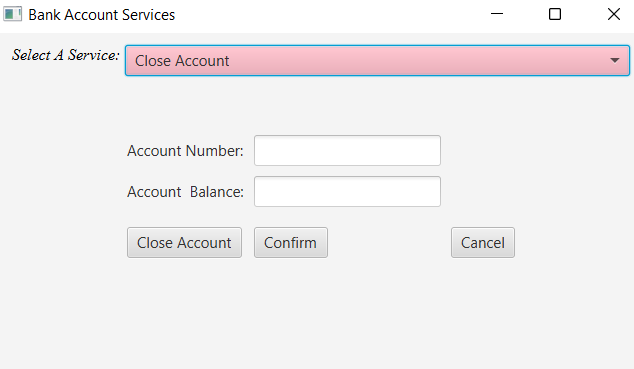 Bank Account Services
Select A Service: Close Account
Account Number:
Account  Balance:
Close Account Confirm Cancel